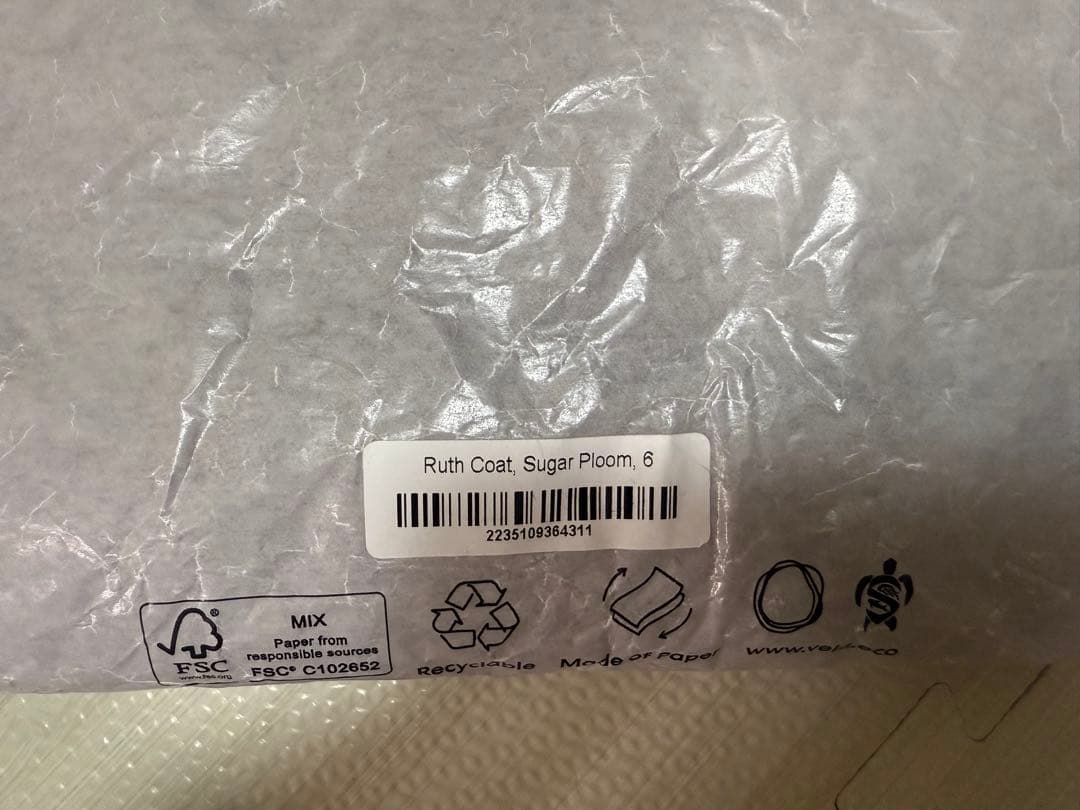 Ruth Coat, Sugar Ploom, 6
2235109364311
FSC®
www.fsc.org
MIX
Paper from
responsible sources
FSC® C102652
Recyclable
Made of Paper